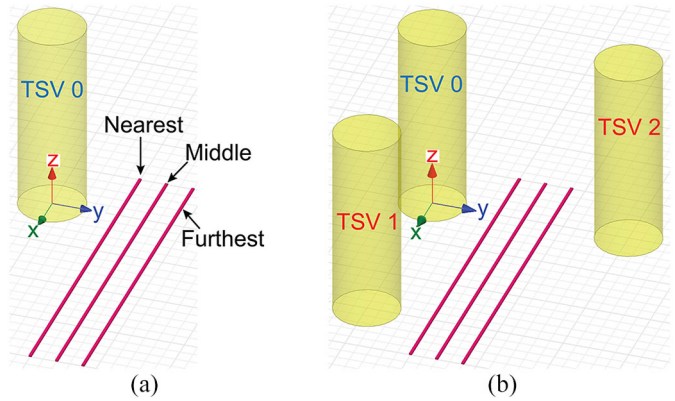 TSV 0
Nearest
Middle
z
y
x
Furthest
(a)
TSV 0
TSV 2
z
TSV 1
y
x
(b)